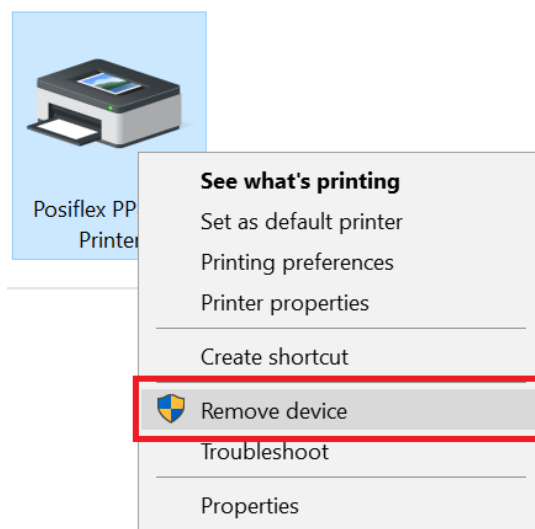 Posiflex PP
Printer
See what's printing
Set as default printer
Printing preferences
Printer properties
Create shortcut
Remove device
Troubleshoot
Properties